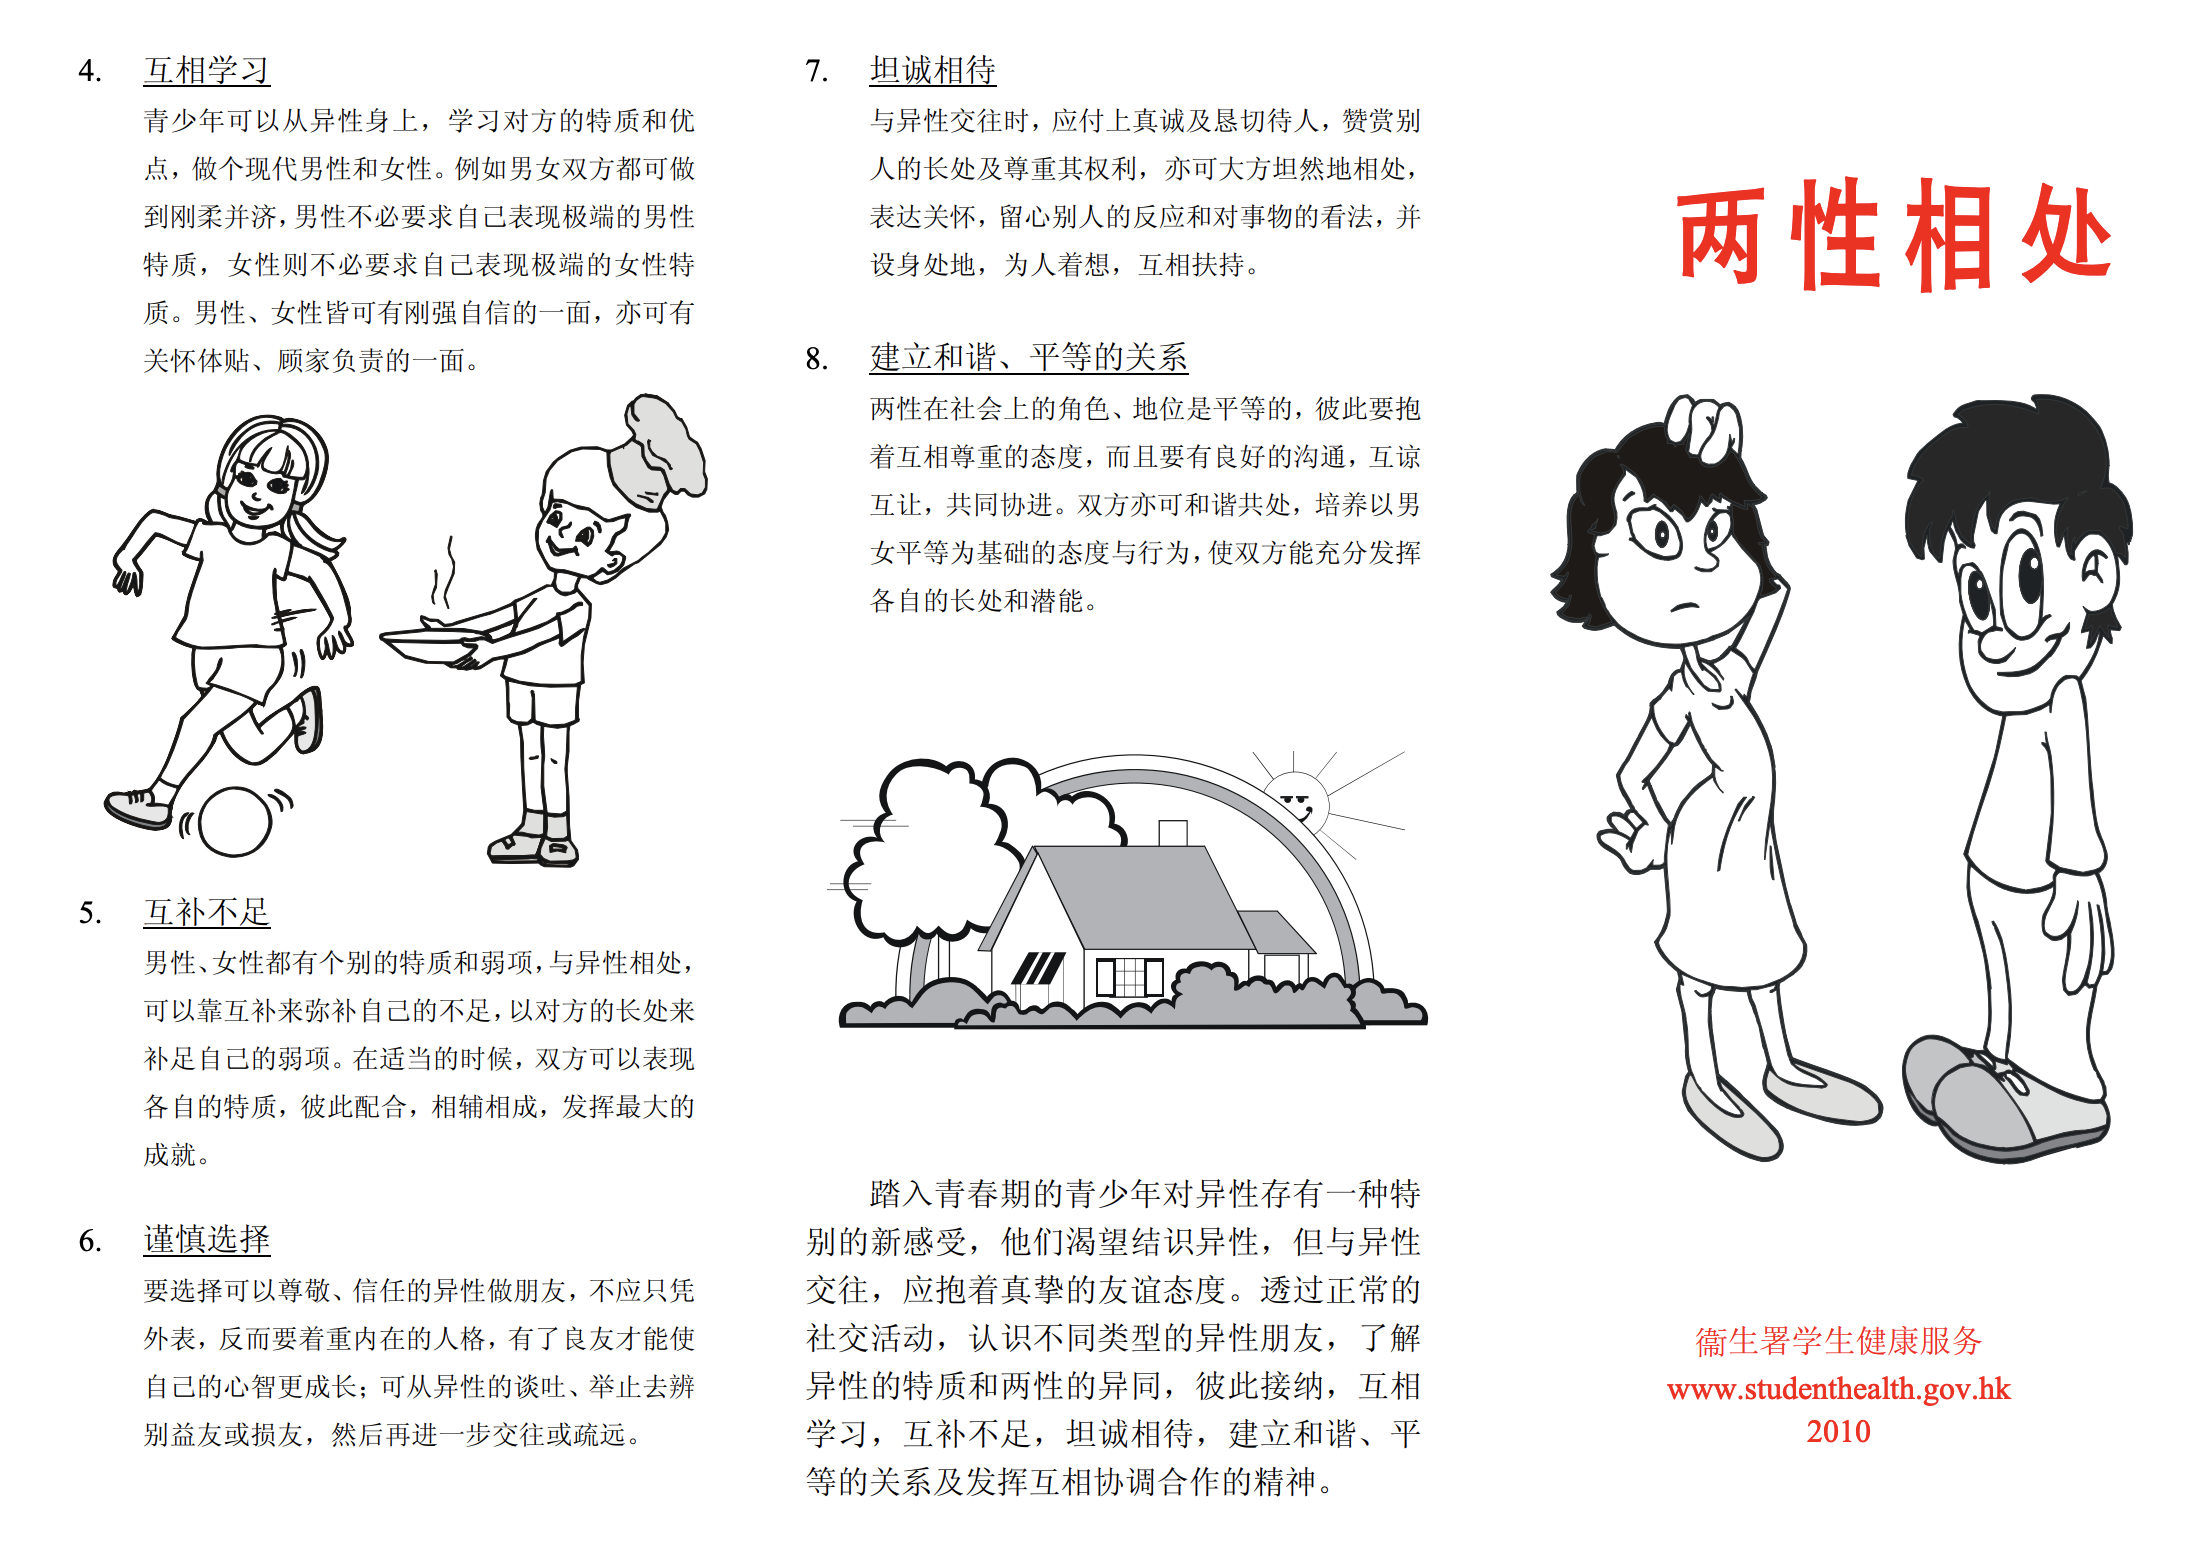 4. 互相学习
青少年可以从异性身上，学习对方的特质和优
点，做个现代男性和女性。例如男女双方都可做
到刚柔并济，男性不必要求自己表现极端的男性
特质，女性则不必要求自己表现极端的女性特
质。男性、女性皆可有刚强自信的一面，亦可有
关怀体贴、顾家负责的一面。
5. 互补不足
男性、女性都有个别的特质和弱项，与异性相处，
可以靠互补来弥补自己的不足，以对方的长处来
补足自己的弱项。在适当的时候，双方可以表现
各自的特质，彼此配合，相辅相成，发挥最大的
成就。
6. 谨慎选择
要选择可以尊敬、信任的异性做朋友，不应只凭
外表，反而要着重内在的人格，有了良友才能使
自己的心智更成长；可从异性的谈吐、举止去辨
别益友或损友，然后再进一步交往或疏远。
7. 坦诚相待
与异性交往时，应付上真诚及恳切待人，赞赏别
人的长处及尊重其权利，亦可大方坦然地相处，
表达关怀，留心别人的反应和对事物的看法，并
设身处地，为人着想，互相扶持。
8. 建立和谐、平等的关系
两性在社会上的角色、地位是平等的，彼此要抱
着互相尊重的态度，而且要有良好的沟通，互谅
互让，共同协进。双方亦可和谐共处，培养以男
女平等为基础的态度与行为，使双方能充分发挥
各自的长处和潜能。
踏入青春期的青少年对异性存有一种特
别的新感受，他们渴望结识异性，但与异性
交往，应抱着真挚的友谊态度。透过正常的
社交活动，认识不同类型的异性朋友，了解
异性的特质和两性的异同，彼此接纳，互相
学习，互补不足，坦诚相待，建立和谐、平
等的关系及发挥互相协调合作的精神。
两性相处
衞生署学生健康服务
www.studenthealth.gov.hk
2010